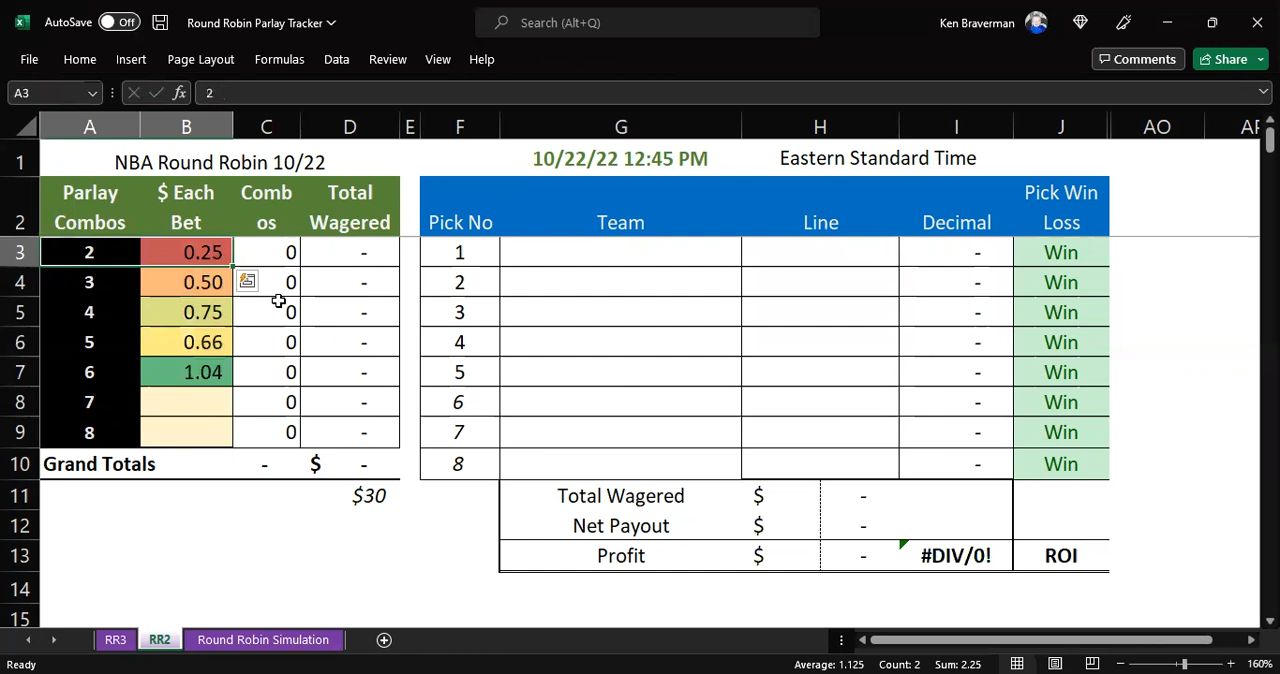 AutoSave Off Round Robin Parlay Tracker Search (Alt+Q) Ken Braverman
File Home Insert Page Layout Formulas Data Review View Help Comments Share
A3 fx 2
A B C D E F G H I J AO AP
1 NBA Round Robin 10/22 10/22/22 12:45 PM Eastern Standard Time
Parlay $ Each Comb Total Pick Win
2 Combos Bet os Wagered Pick No Team Line Decimal Loss
3 2 0.25 0 - 1 - Win
4 3 0.50 0 - 2 - Win
5 4 0.75 0 - 3 - Win
6 5 0.66 0 - 4 - Win
7 6 1.04 0 - 5 - Win
8 7 0 - 6 - Win
9 8 0 - 7 - Win
10 Grand Totals - $ - 8 - Win
11 $30 Total Wagered $ -
12 Net Payout $ -
13 Profit $ - #DIV/0! ROI
14
15
RR3 RR2 Round Robin Simulation
Ready Average: 1.125 Count: 2 Sum: 2.25 160%